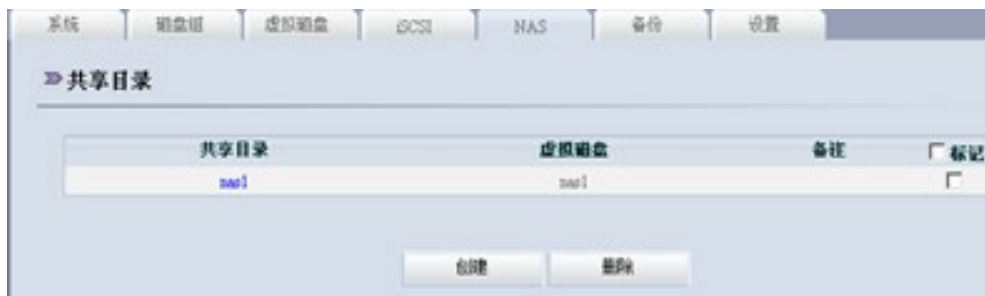 系统 磁盘组 虚拟磁盘 iSCSI NAS 备份 设置
共享目录
共享目录 虚拟磁盘 备注 标记
nas1 nas1
创建 删除